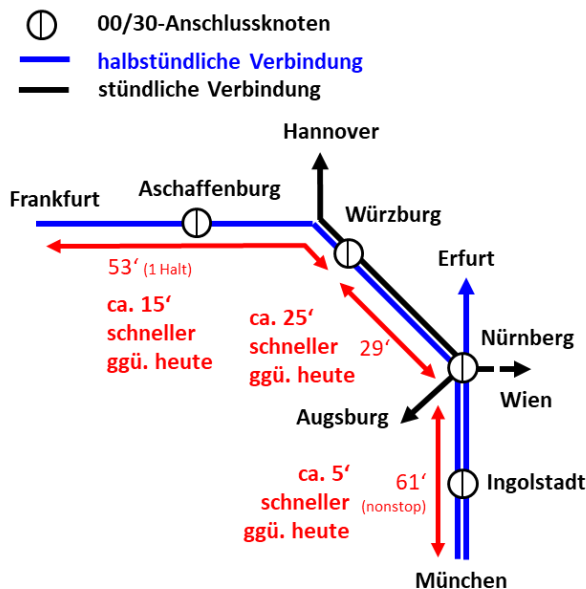 00/30-Anschlussknoten
halbstündliche Verbindung
stündliche Verbindung
Hannover
Aschaffenburg
Frankfurt
Würzburg
Erfurt
53‘ (1 Halt)
ca. 15‘
schneller
ggü. heute
ca. 25‘
schneller
ggü. heute
29‘
Nürnberg
Wien
Augsburg
ca. 5‘
schneller
ggü. heute
61‘
(nonstop)
Ingolstadt
München